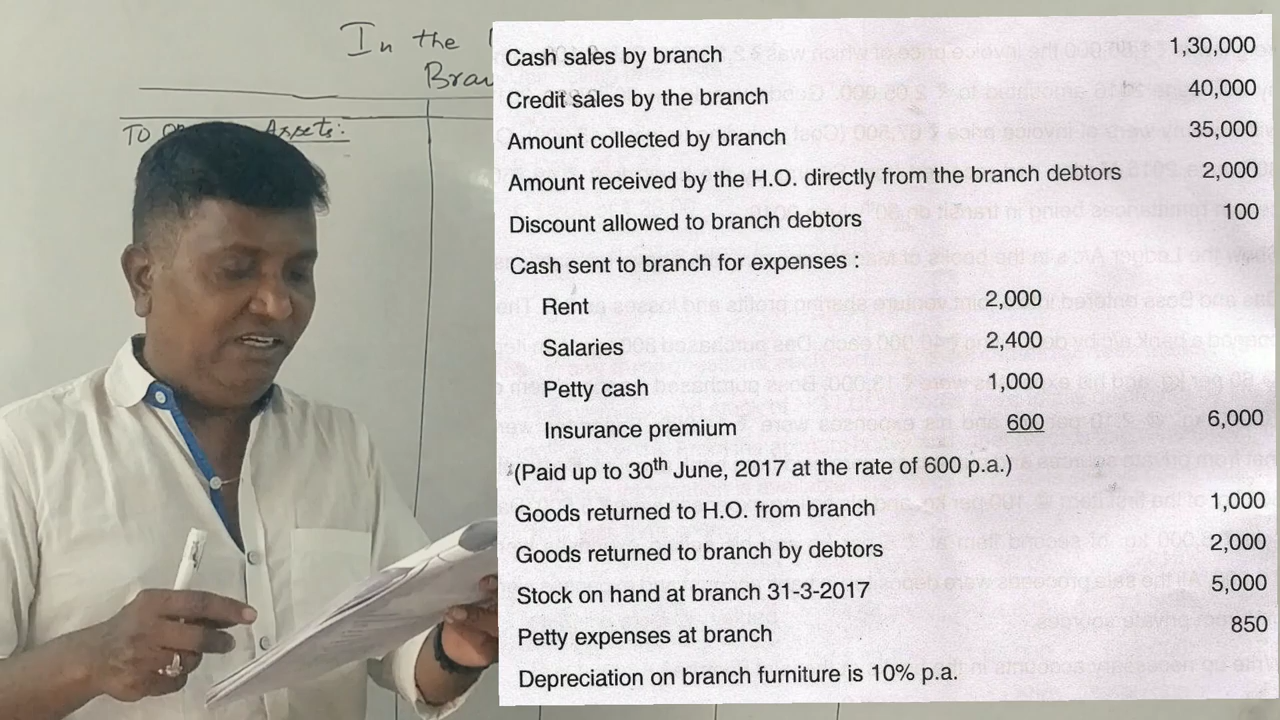 In the
Bran
To Op Assets:
Cash sales by branch 1,30,000
Credit sales by the branch 40,000
Amount collected by branch 35,000
Amount received by the H.O. directly from the branch debtors 2,000
Discount allowed to branch debtors 100
Cash sent to branch for expenses :
Rent 2,000
Salaries 2,400
Petty cash 1,000
Insurance premium 600 6,000
(Paid up to 30th June, 2017 at the rate of 600 p.a.)
Goods returned to H.O. from branch 1,000
Goods returned to branch by debtors 2,000
Stock on hand at branch 31-3-2017 5,000
Petty expenses at branch 850
Depreciation on branch furniture is 10% p.a.